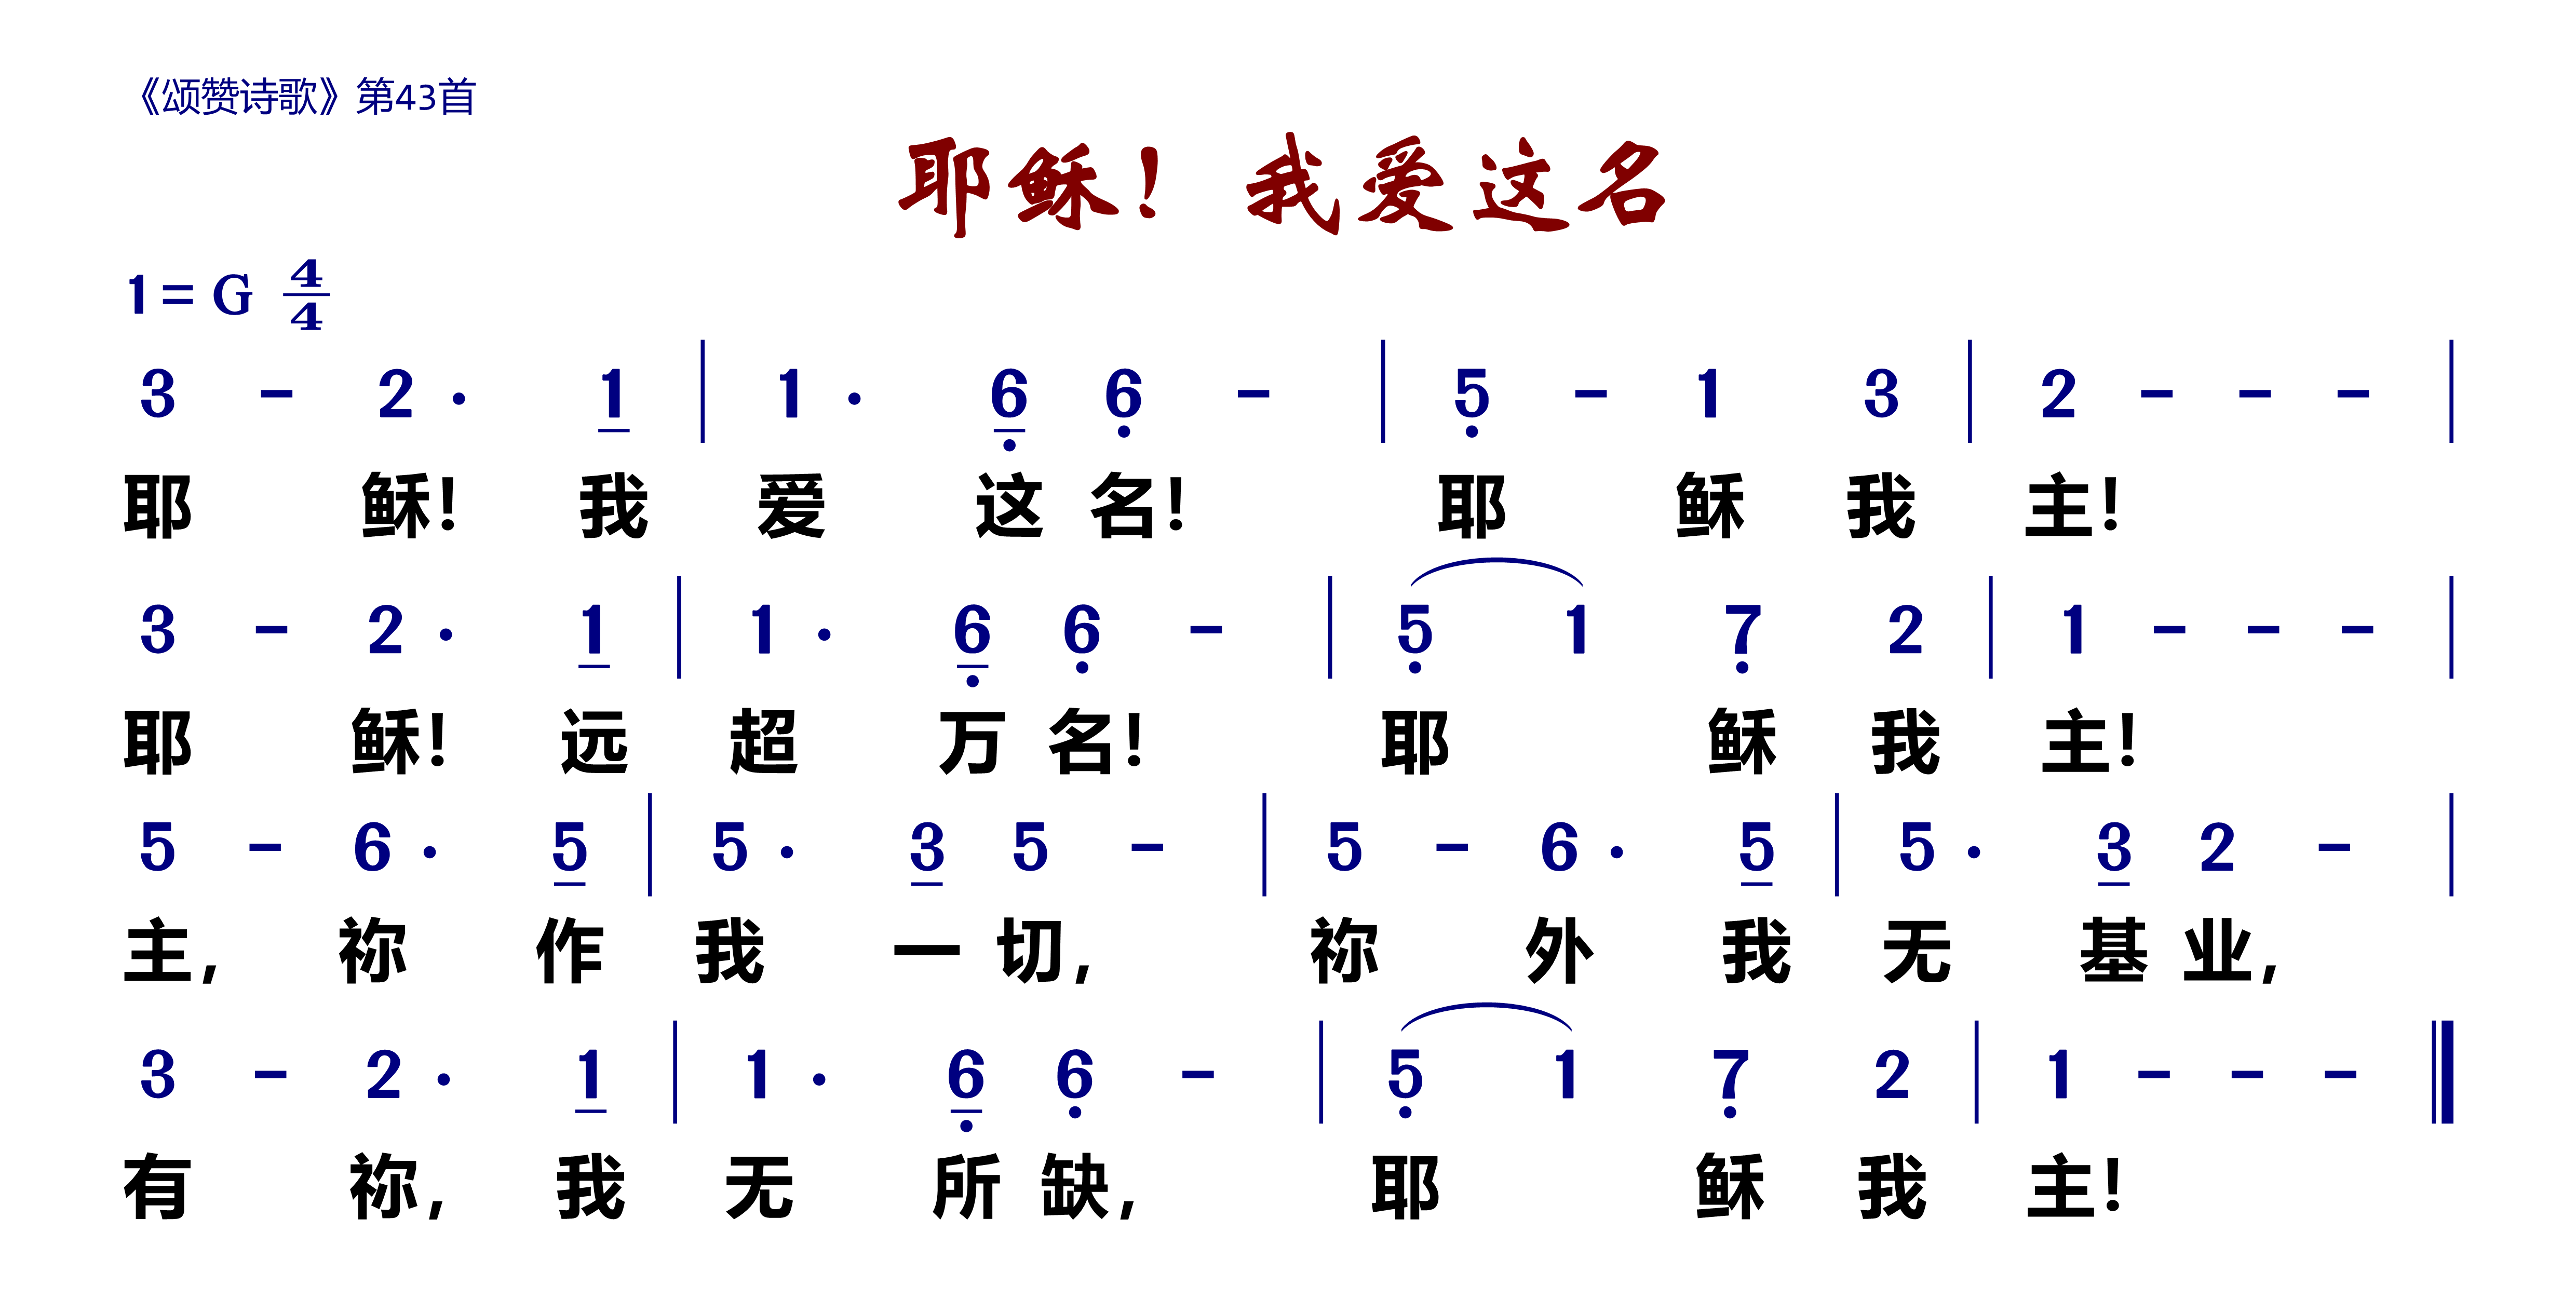 《颂赞诗歌》第43首
耶稣！我爱这名
1 = G 4/4
3 - 2 · 1 | 1 · 6 6 - | 5 - 1 3 | 2 - - - |
耶 稣！ 我 爱 这 名！ 耶 稣 我 主！
3 - 2 · 1 | 1 · 6 6 - | 5 1 7 2 | 1 - - - |
耶 稣！ 远 超 万 名！ 耶 稣 我 主！
5 - 6 · 5 | 5 · 3 5 - | 5 - 6 · 5 | 5 · 3 2 - |
主， 祢 作 我 一 切， 祢 外 我 无 基 业，
3 - 2 · 1 | 1 · 6 6 - | 5 1 7 2 | 1 - - - ‖
有 祢， 我 无 所 缺， 耶 稣 我 主！